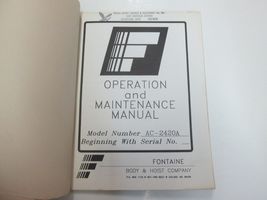 OPERATION
and
MAINTENANCE
MANUAL
Model Number AC-2420A
Beginning With Serial No.
FONTAINE
BODY & HOIST COMPANY